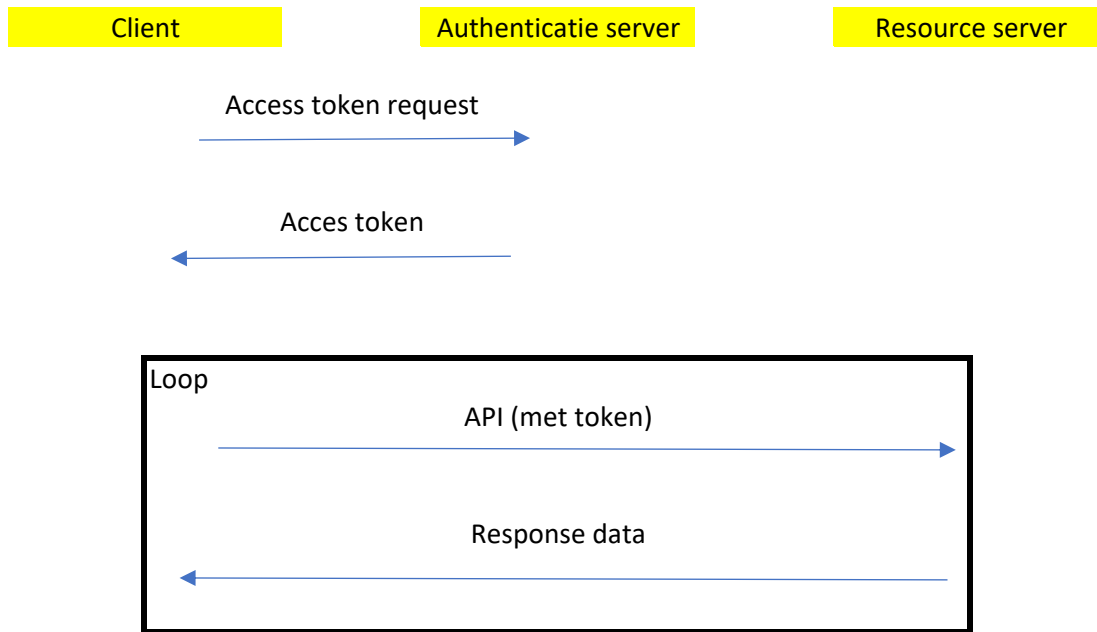 Client
Authenticatie server
Resource server
Access token request
Acces token
Loop
API (met token)
Response data